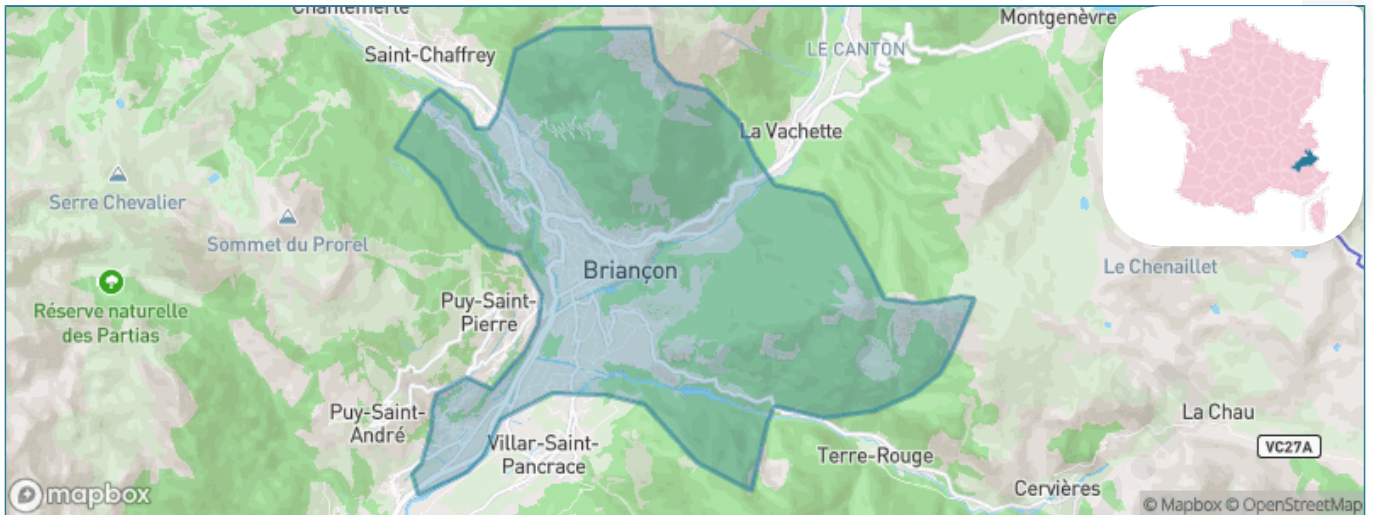 Chantemerle
Montgenèvre
Saint-Chaffrey
LE CANTON
La Vachette
Serre Chevalier
Sommet du Prorel
Briançon
Le Chenaillet
Réserve naturelle
des Partias
Puy-Saint-
Pierre
Puy-Saint-
André
Villar-Saint-
Pancrace
Terre-Rouge
La Chau
VC27A
Cervières
mapbox
© Mapbox © OpenStreetMap